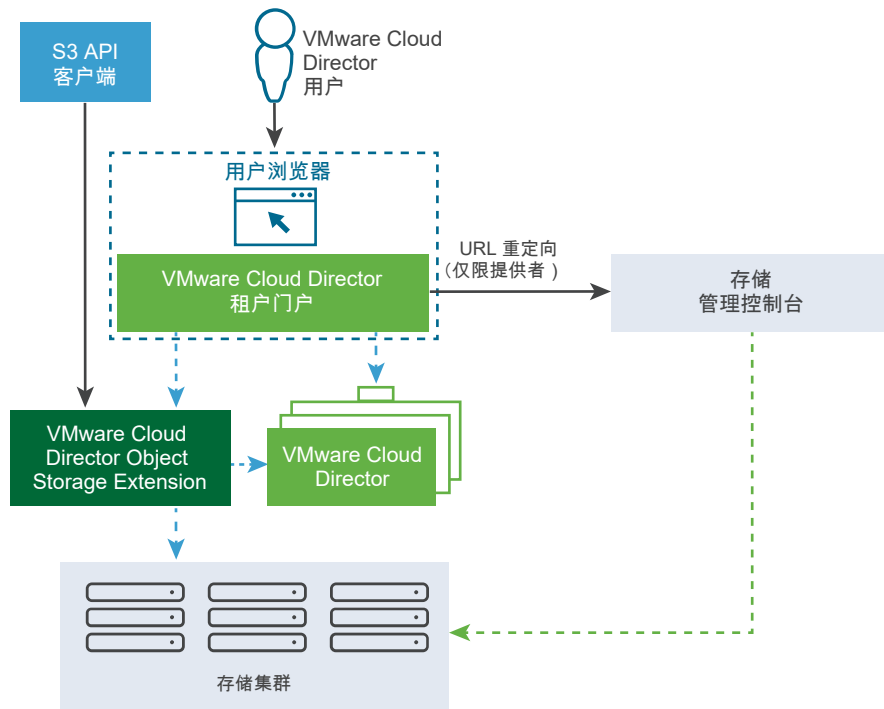 S3 API
客户端
VMware Cloud
Director
用户
用户浏览器
VMware Cloud Director
租户门户
URL 重定向
（仅限提供者）
存储
管理控制台
VMware Cloud
Director Object
Storage Extension
VMware Cloud
Director
存储集群